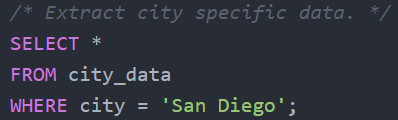 /* Extract city specific data. */
SELECT *
FROM city_data
WHERE city = 'San Diego';